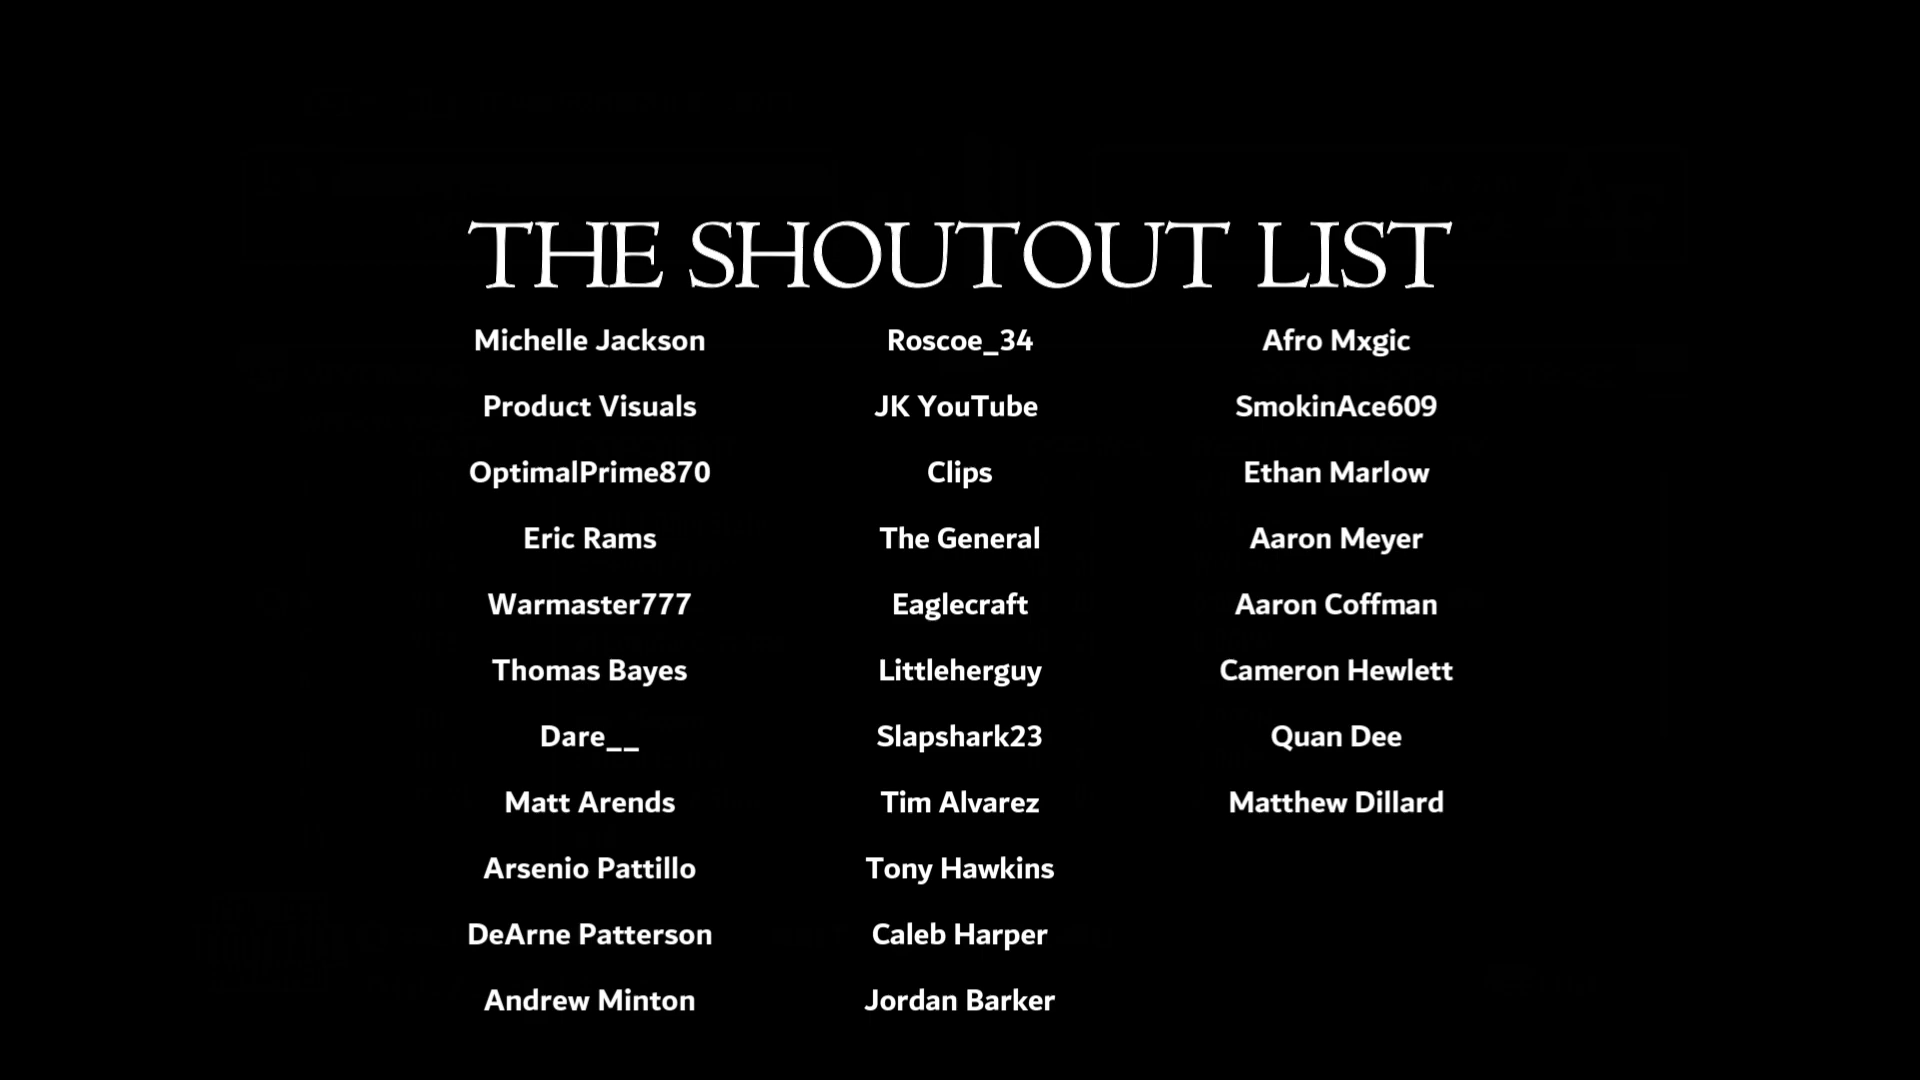 THE SHOUTOUT LIST
Michelle Jackson
Product Visuals
OptimalPrime870
Eric Rams
Warmaster777
Thomas Bayes
Dare__
Matt Arends
Arsenio Pattillo
DeArne Patterson
Andrew Minton
Roscoe_34
JK YouTube
Clips
The General
Eaglecraft
Littleherguy
Slapshark23
Tim Alvarez
Tony Hawkins
Caleb Harper
Jordan Barker
Afro Mxgic
SmokinAce609
Ethan Marlow
Aaron Meyer
Aaron Coffman
Cameron Hewlett
Quan Dee
Matthew Dillard